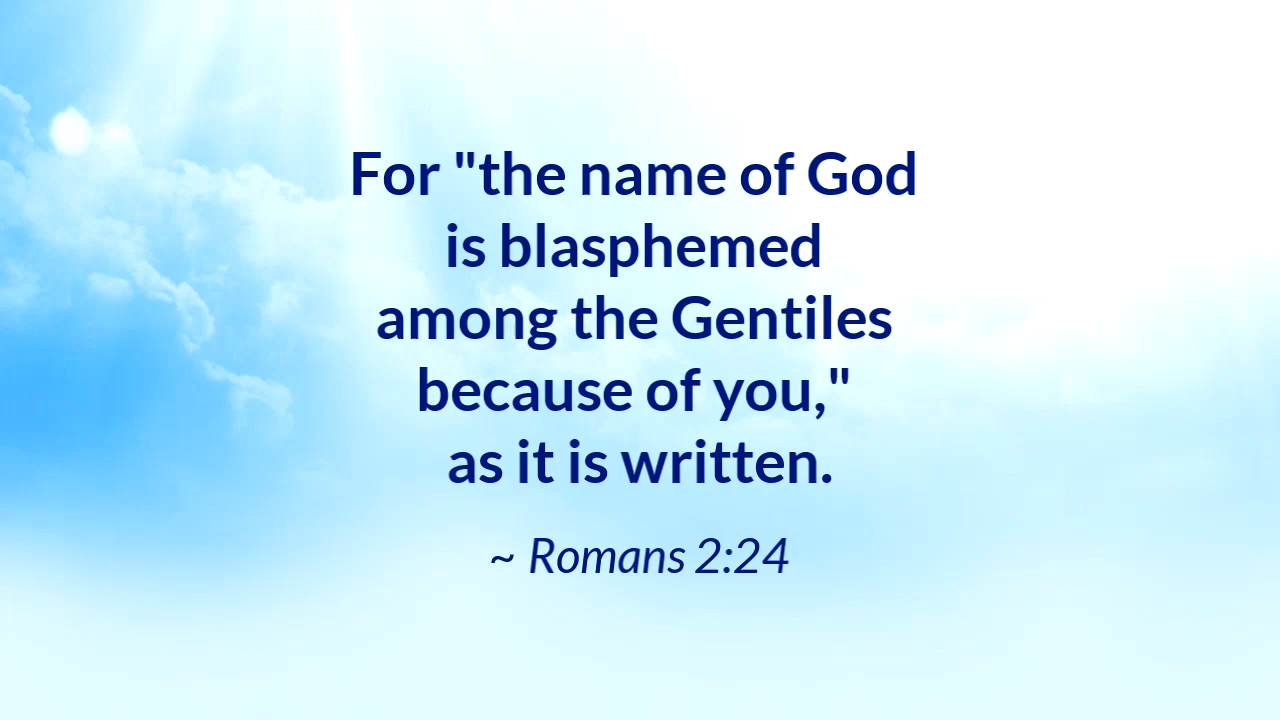 For "the name of God
is blasphemed
among the Gentiles
because of you,"
as it is written.
~ Romans 2:24